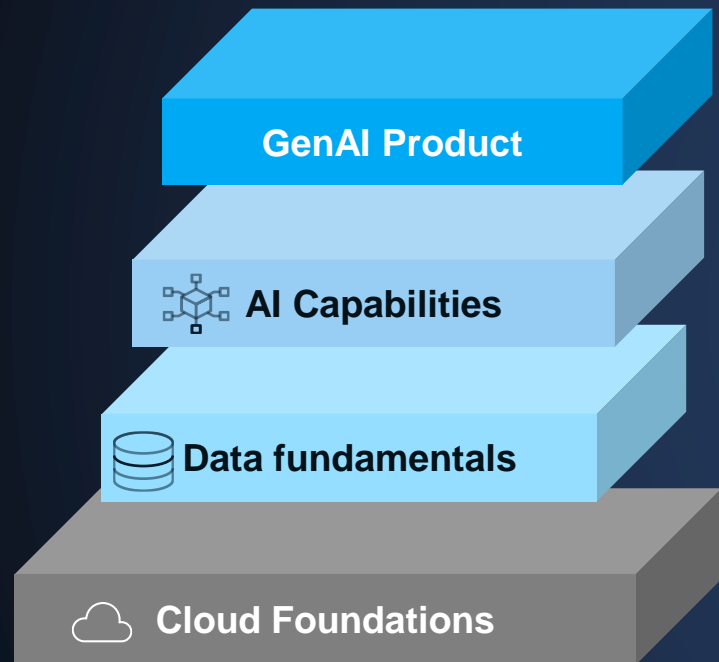 GenAI Product
AI Capabilities
Data fundamentals
Cloud Foundations